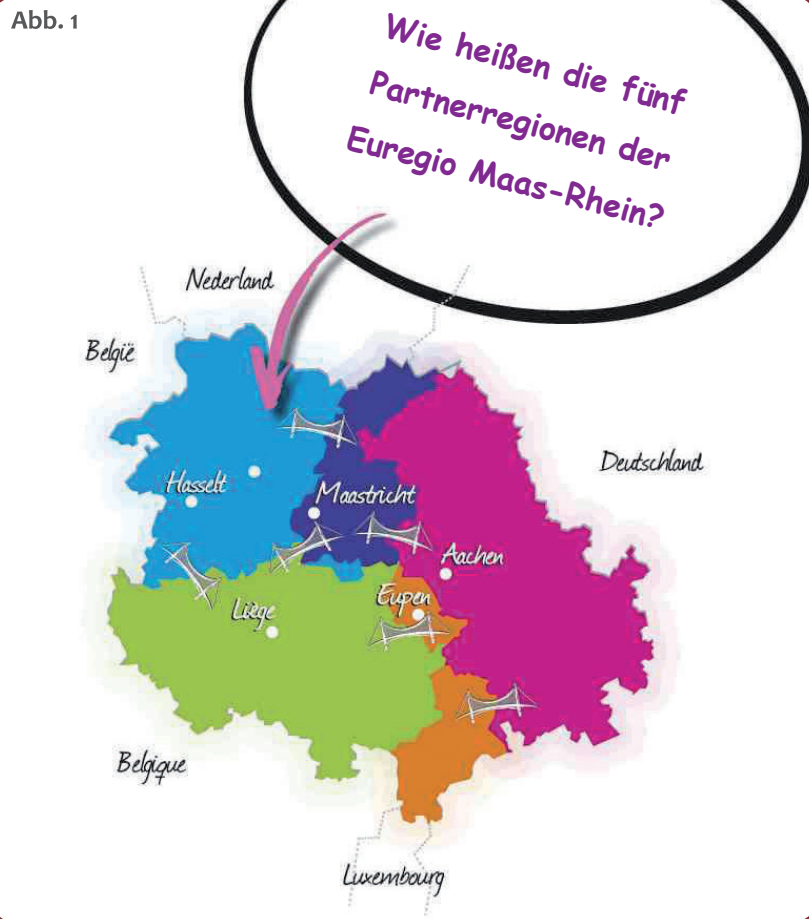 Abb. 1
Wie heißen die fünf
Partnerregionen der
Euregio Maas-Rhein?
Nederland
België
Deutschland
Hasselt
Maastricht
Aachen
Eupen
Liège
Belgique
Luxembourg